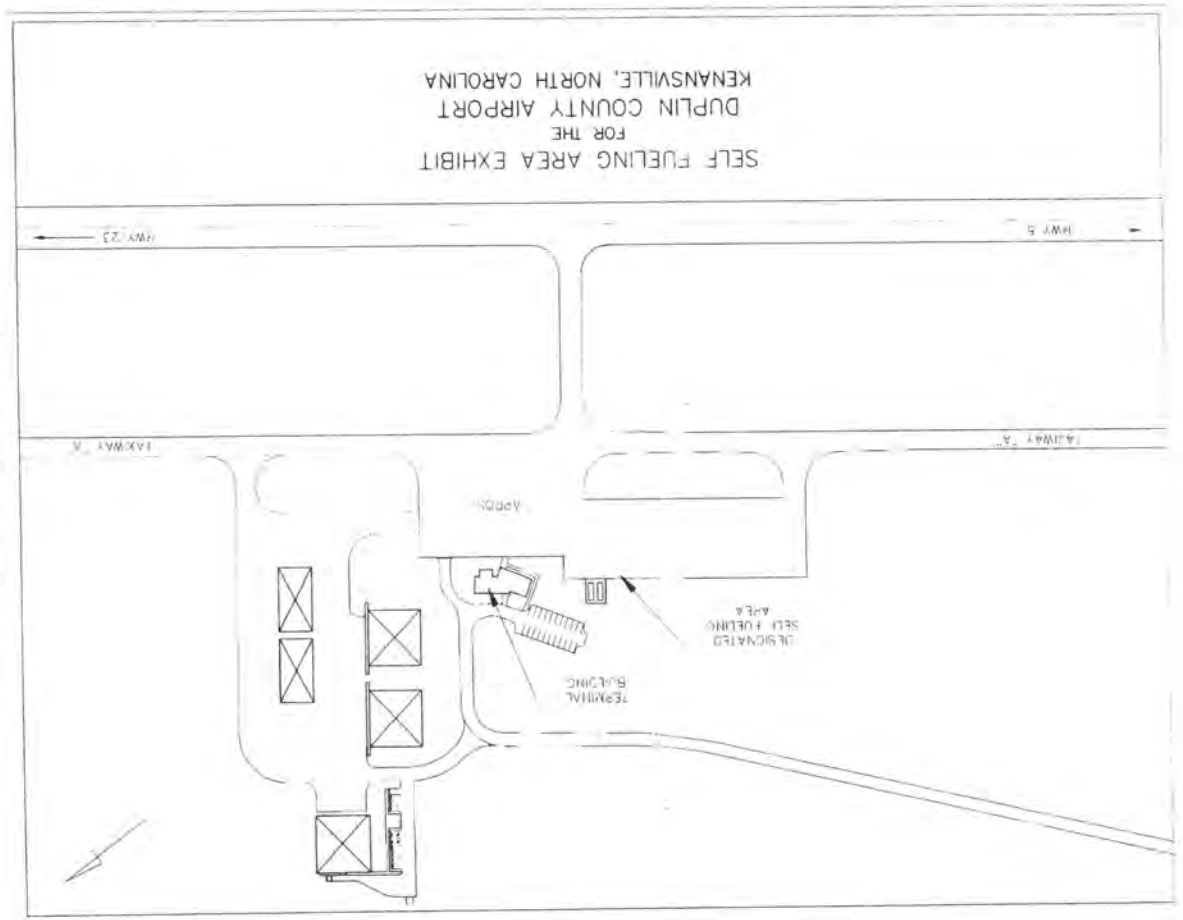 TERMINAL
BUILDING
DESIGNATED
SELF FUELING
AREA
APRON
TAXIWAY "A"
TAXIWAY "A"
RWY 5
RWY 23
SELF FUELING AREA EXHIBIT
FOR THE
DUPLIN COUNTY AIRPORT
KENANSVILLE, NORTH CAROLINA